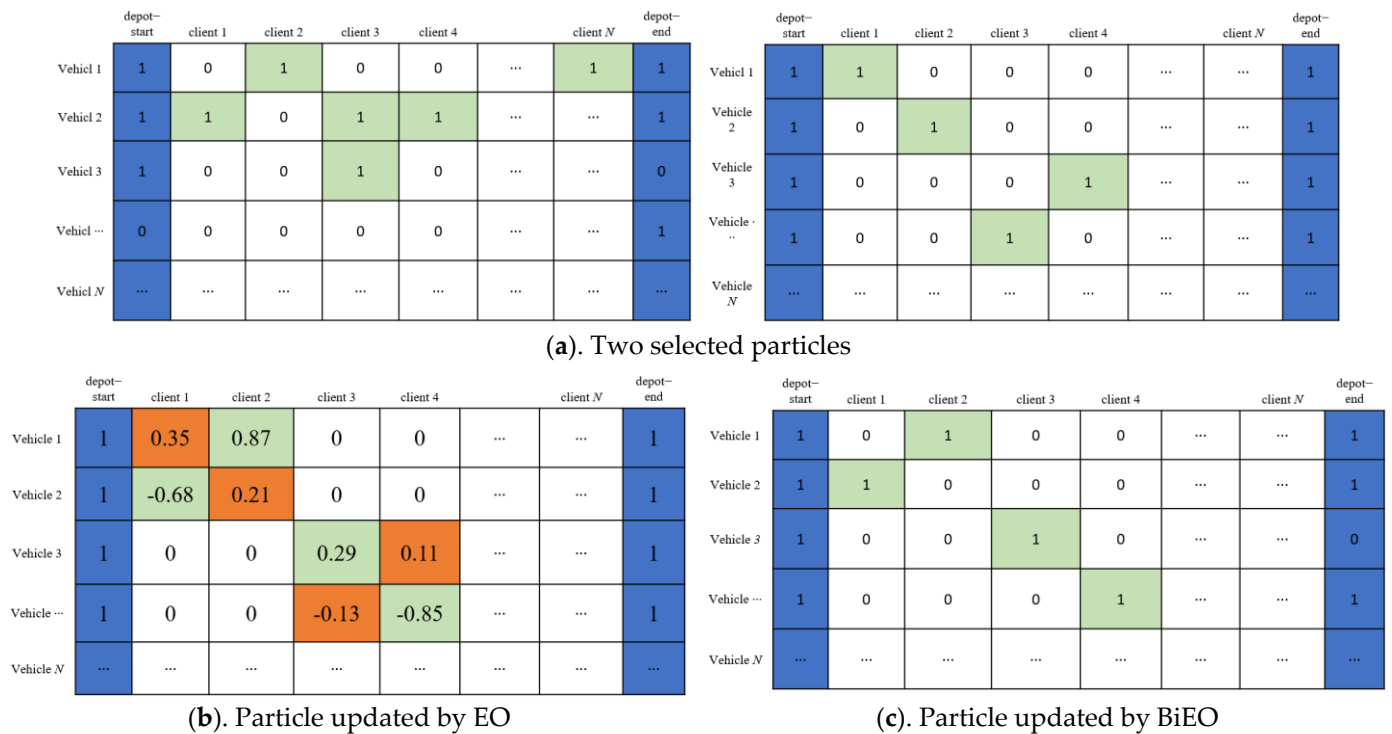 depot– start client 1 client 2 client 3 client 4 client N depot– end
Vehicl 1 1 0 1 0 0 ... 1 1
Vehicl 2 1 1 0 1 1 ... ... 1
Vehicl 3 1 0 0 1 0 ... ... 0
Vehicl ... 0 0 0 0 0 ... ... 1
Vehicl N ... ... ... ... ... ... ... ...
depot– start client 1 client 2 client 3 client 4 client N depot– end
Vehicl 1 1 1 0 0 0 ... ... 1
Vehicle 2 1 0 1 0 0 ... ... 1
Vehicle 3 1 0 0 0 1 ... ... 1
Vehicle ... 1 0 0 1 0 ... ... 1
Vehicle N ... ... ... ... ... ... ... ...
(a). Two selected particles
depot– start client 1 client 2 client 3 client 4 client N depot– end
Vehicle 1 1 0.35 0.87 0 0 ... ... 1
Vehicle 2 1 -0.68 0.21 0 0 ... ... 1
Vehicle 3 1 0 0 0.29 0.11 ... ... 1
Vehicle ... 1 0 0 -0.13 -0.85 ... ... 1
Vehicle N ... ... ... ... ... ... ... ...
(b). Particle updated by EO
depot– start client 1 client 2 client 3 client 4 client N depot– end
Vehicle 1 1 0 1 0 0 ... ... 1
Vehicle 2 1 1 0 0 0 ... ... 1
Vehicle 3 1 0 0 1 0 ... ... 0
Vehicle ... 1 0 0 0 1 ... ... 1
Vehicle N ... ... ... ... ... ... ... ...
(c). Particle updated by BiEO